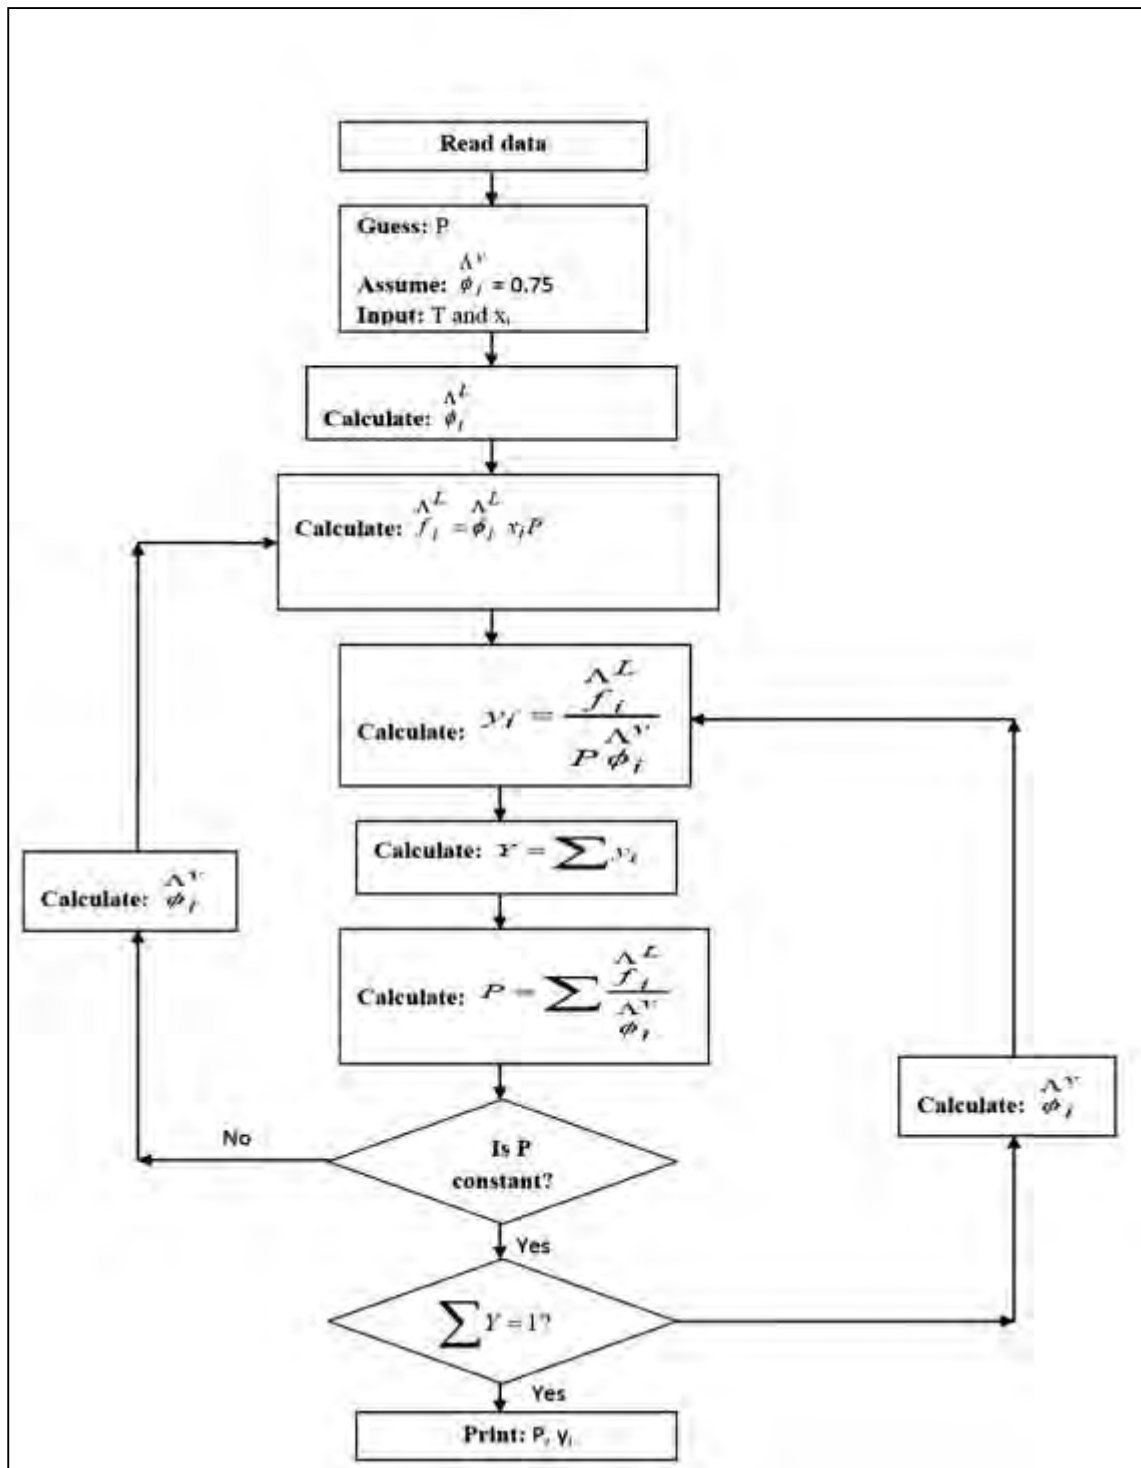 Read data
Guess: P
Assume: ϕ̂ᵢⱽ = 0.75
Input: T and xᵢ
Calculate: ϕ̂ᵢᴸ
Calculate: f̂ᵢᴸ = ϕ̂ᵢᴸ xᵢP
Calculate: yᵢ = f̂ᵢᴸ / P ϕ̂ᵢⱽ
Calculate: Y = ∑ yᵢ
Calculate: ϕ̂ᵢⱽ
Calculate: P = ∑ f̂ᵢᴸ / ϕ̂ᵢⱽ
Calculate: ϕ̂ᵢⱽ
No
Is P
constant?
Yes
∑ Y = 1?
Yes
Print: P, yᵢ